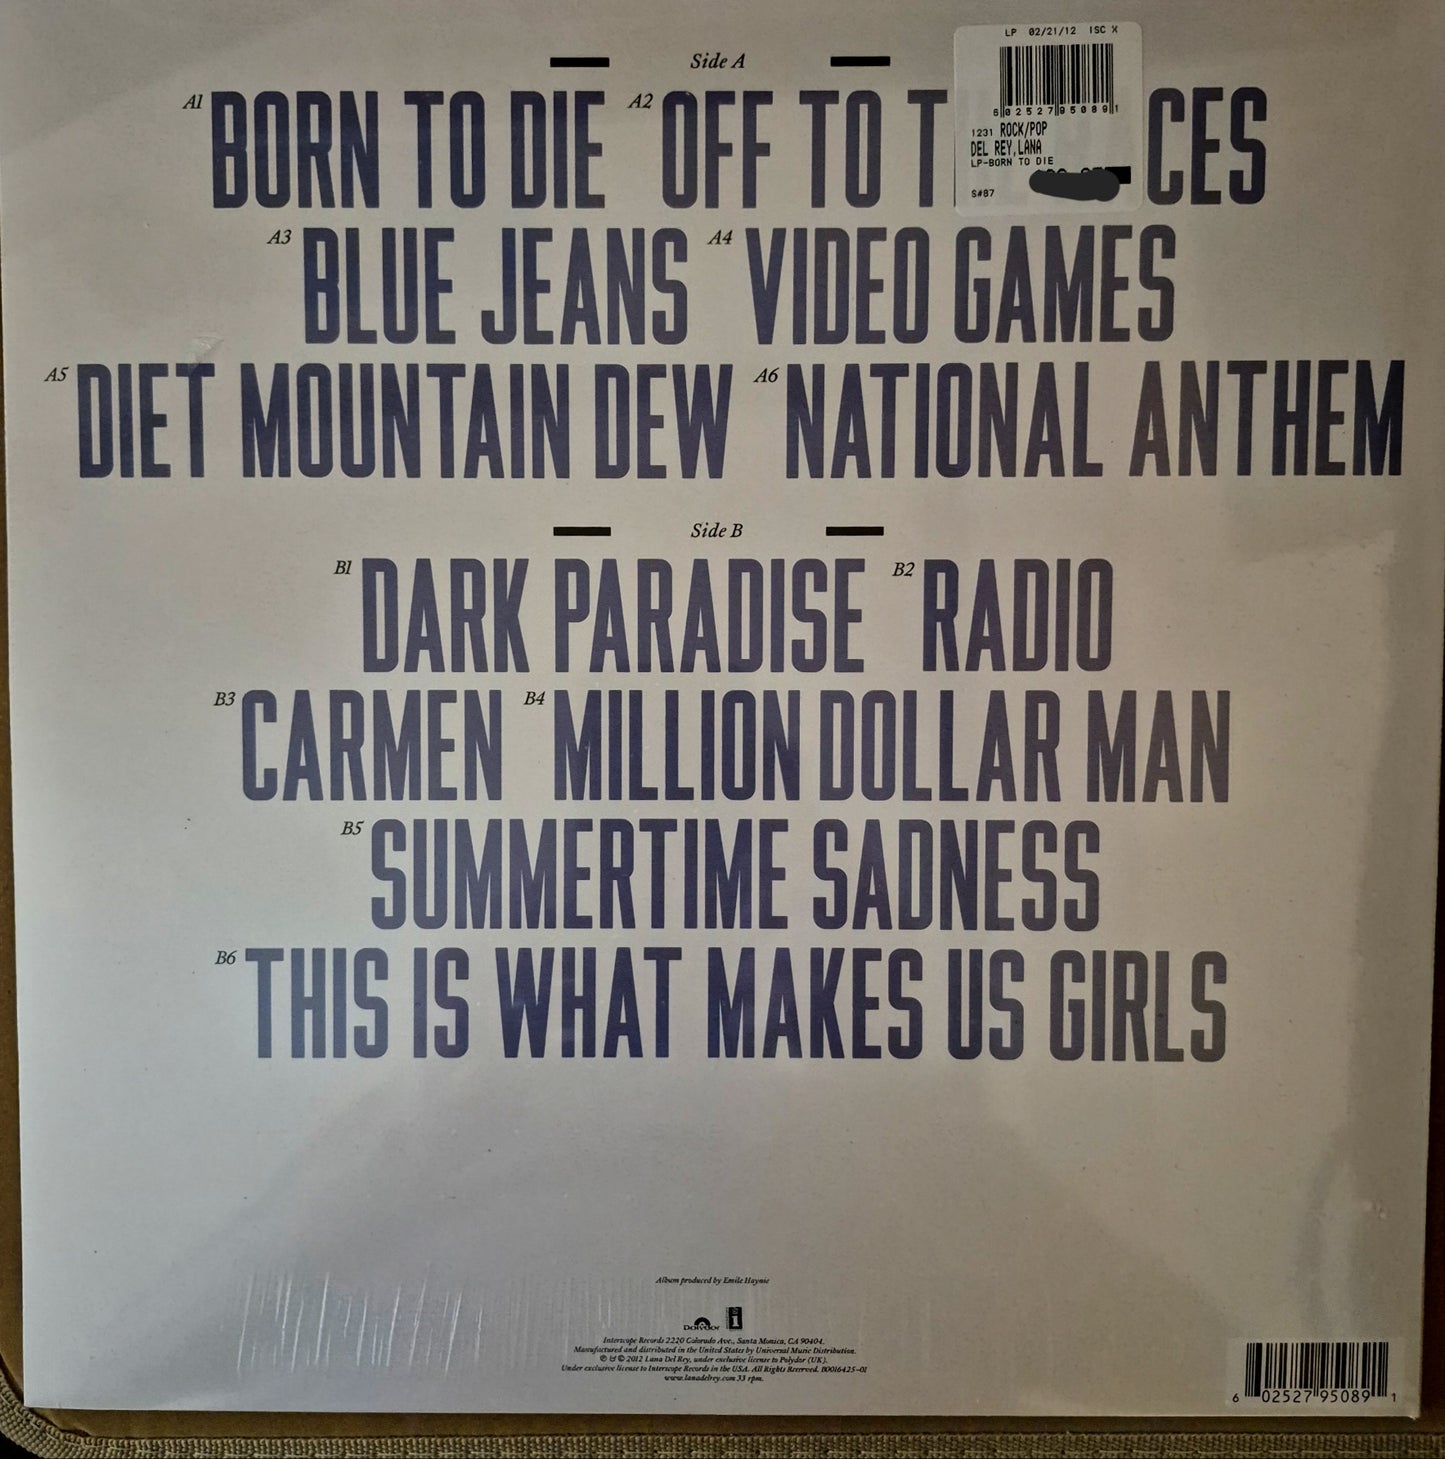 LP 02/21/12 ISC X
6 02527 95089 1
1231 ROCK/POP
DEL REY,LANA
LP-BORN TO DIE
S#87
Side A
A1 BORN TO DIE A2 OFF TO T CES
A3 BLUE JEANS A4 VIDEO GAMES
A5 DIET MOUNTAIN DEW A6 NATIONAL ANTHEM
Side B
B1 DARK PARADISE B2 RADIO
B3 CARMEN B4 MILLION DOLLAR MAN
B5 SUMMERTIME SADNESS
B6 THIS IS WHAT MAKES US GIRLS
Album produced by Emile Haynie
Polydor i
Interscope Records 2220 Colorado Ave., Santa Monica, CA 90404.
Manufactured and distributed in the United States by Universal Music Distribution.
℗ & © 2012 Lana Del Rey, under exclusive license to Polydor (UK).
Under exclusive license to Interscope Records in the USA. All Rights Reserved. B0016425-01
www.lanadelrey.com 33 rpm.
6 02527 95089 1